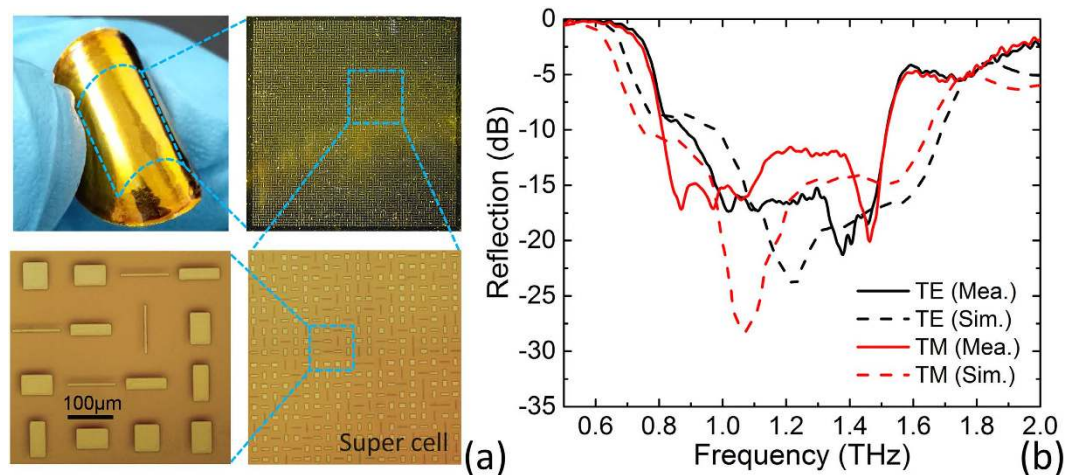 100μm
Super cell
(a)
Reflection (dB)
0
-5
-10
-15
-20
-25
-30
-35
TE (Mea.)
TE (Sim.)
TM (Mea.)
TM (Sim.)
0.6 0.8 1.0 1.2 1.4 1.6 1.8 2.0
Frequency (THz)
(b)